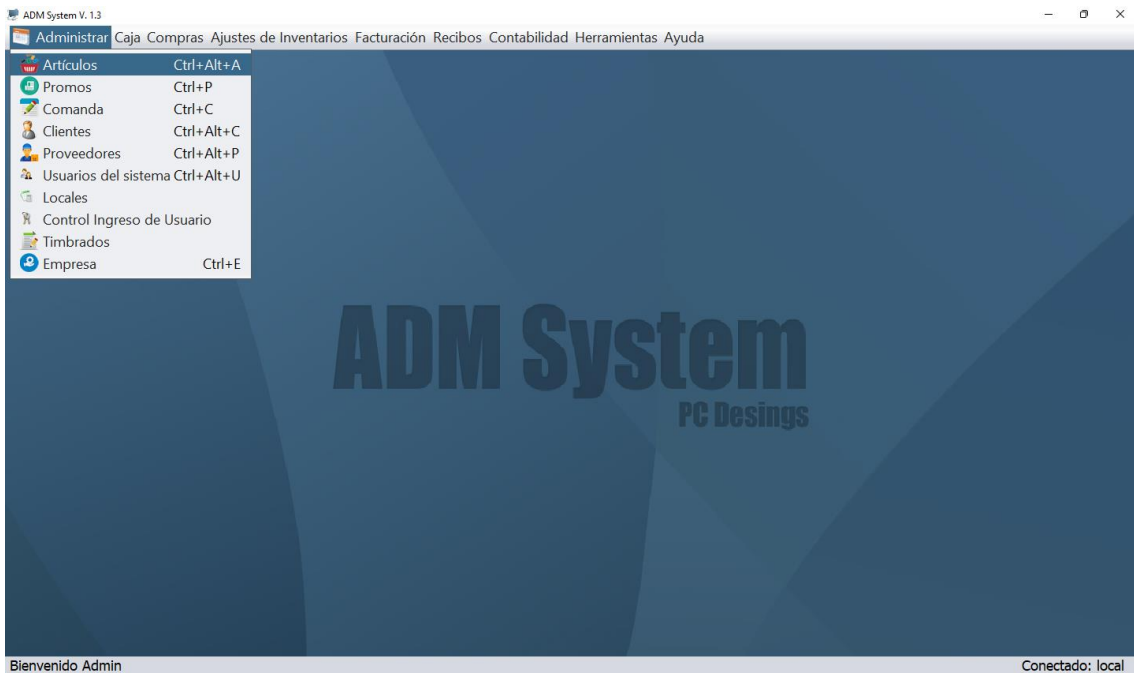 ADM System V. 1.3
Administrar Caja Compras Ajustes de Inventarios Facturación Recibos Contabilidad Herramientas Ayuda
Artículos Ctrl+Alt+A
Promos Ctrl+P
Comanda Ctrl+C
Clientes Ctrl+Alt+C
Proveedores Ctrl+Alt+P
Usuarios del sistema Ctrl+Alt+U
Locales
Control Ingreso de Usuario
Timbrados
Empresa Ctrl+E
ADM System
PC Desings
Bienvenido Admin Conectado: local